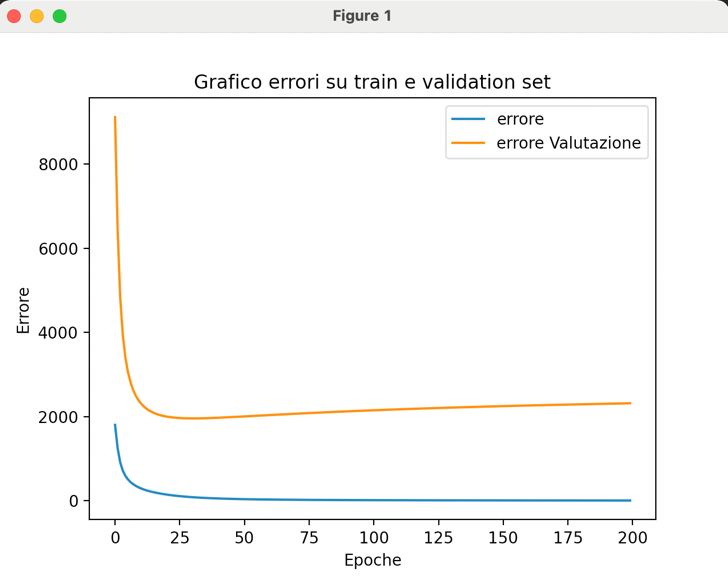 Figure 1
Grafico errori su train e validation set
errore
errore Valutazione
8000
6000
4000
2000
0
Errore
0 25 50 75 100 125 150 175 200
Epoche